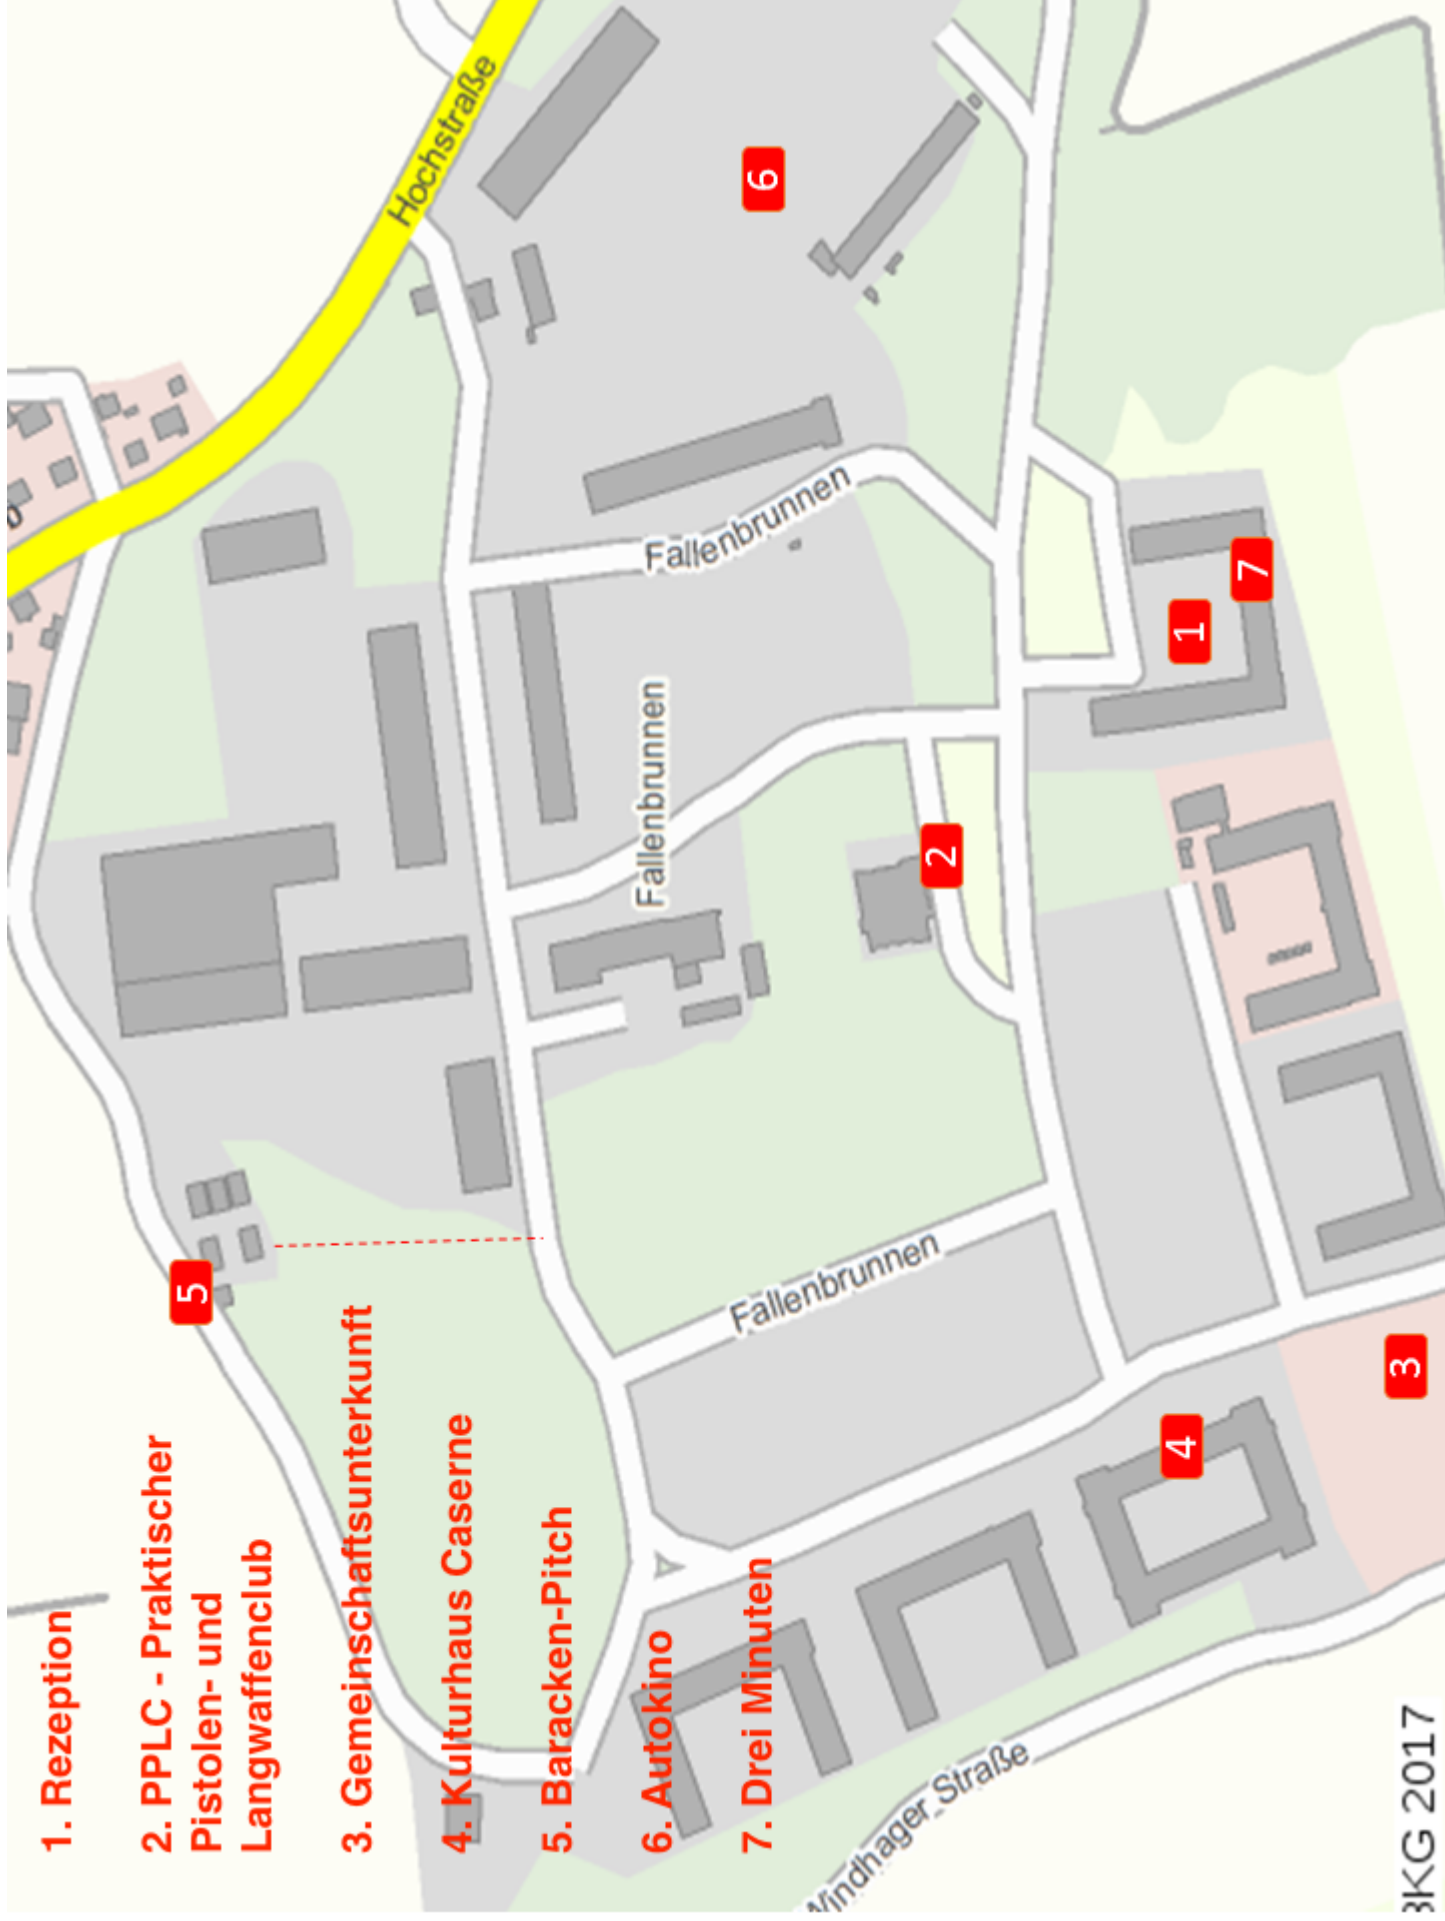 1. Rezeption
2. PPLC - Praktischer
Pistolen- und
Langwaffenclub
3. Gemeinschaftsunterkunft
4. Kulturhaus Caserne
5. Baracken-Pitch
6. Autokino
7. Drei Minuten
Hochstraße
Fallenbrunnen
Fallenbrunnen
Fallenbrunnen
Windhager Straße
5
6
2
4
1
7
3
BKG 2017